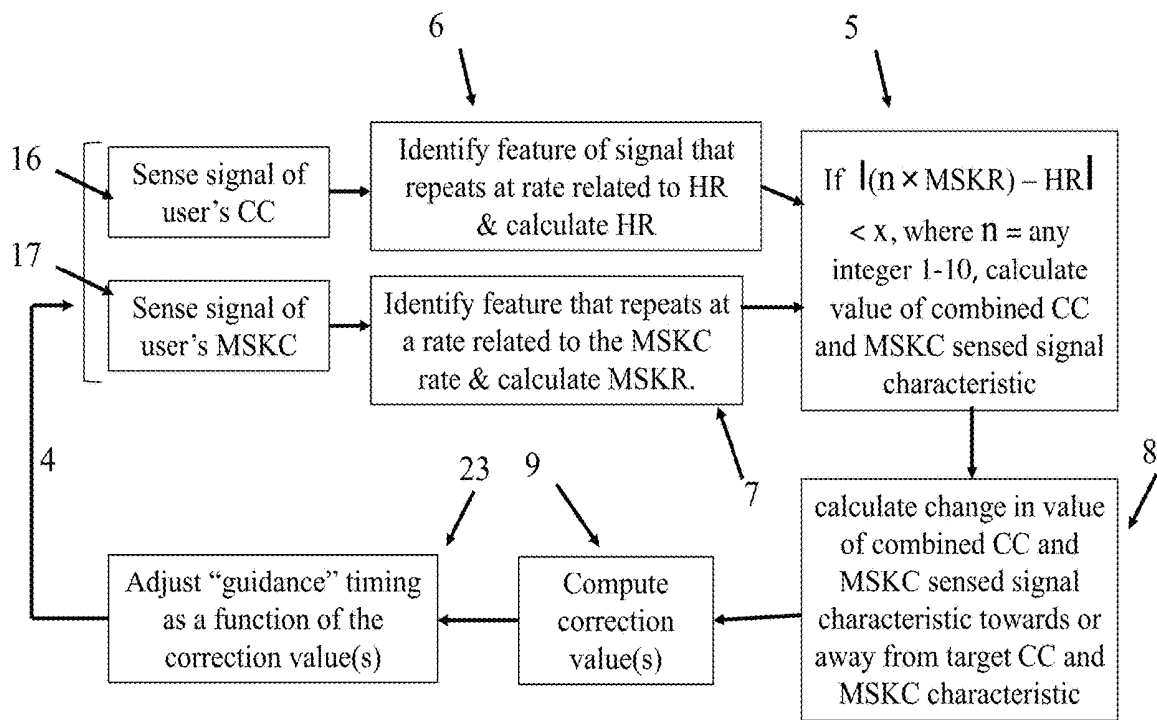 6
5
16
Sense signal of
user's CC
Identify feature of signal that
repeats at rate related to HR
& calculate HR
If |(n × MSKR) – HR|
< x, where n = any
integer 1-10, calculate
value of combined CC
and MSKC sensed signal
characteristic
17
Sense signal of
user's MSKC
Identify feature that repeats at
a rate related to the MSKC
rate & calculate MSKR.
4
23
9
7
8
Adjust “guidance” timing
as a function of the
correction value(s)
Compute
correction
value(s)
calculate change in value
of combined CC and
MSKC sensed signal
characteristic towards or
away from target CC and
MSKC characteristic